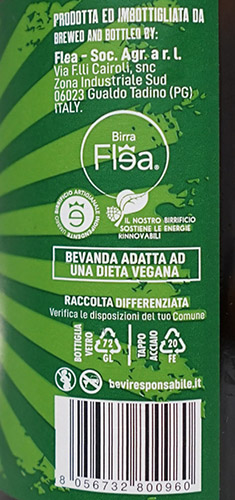 PRODOTTA ED IMBOTTIGLIATA DA
BREWED AND BOTTLED BY:
Flea - Soc. Agr. a r. l.
Via F.lli Cairoli, snc
Zona Industriale Sud
06023 Gualdo Tadino (PG)
ITALY.
Birra
Flea®
BIRRIFICIO ARTIGIANALE INDIPENDENTE
IL NOSTRO BIRRIFICIO
SOSTIENE LE ENERGIE
RINNOVABILI
BEVANDA ADATTA AD
UNA DIETA VEGANA
RACCOLTA DIFFERENZIATA
Verifica le disposizioni del tuo Comune
BOTTIGLIA
VETRO
72
GL
TAPPO
ACCIAIO
20
FE
beviresponsabile.it
8 056732 800960